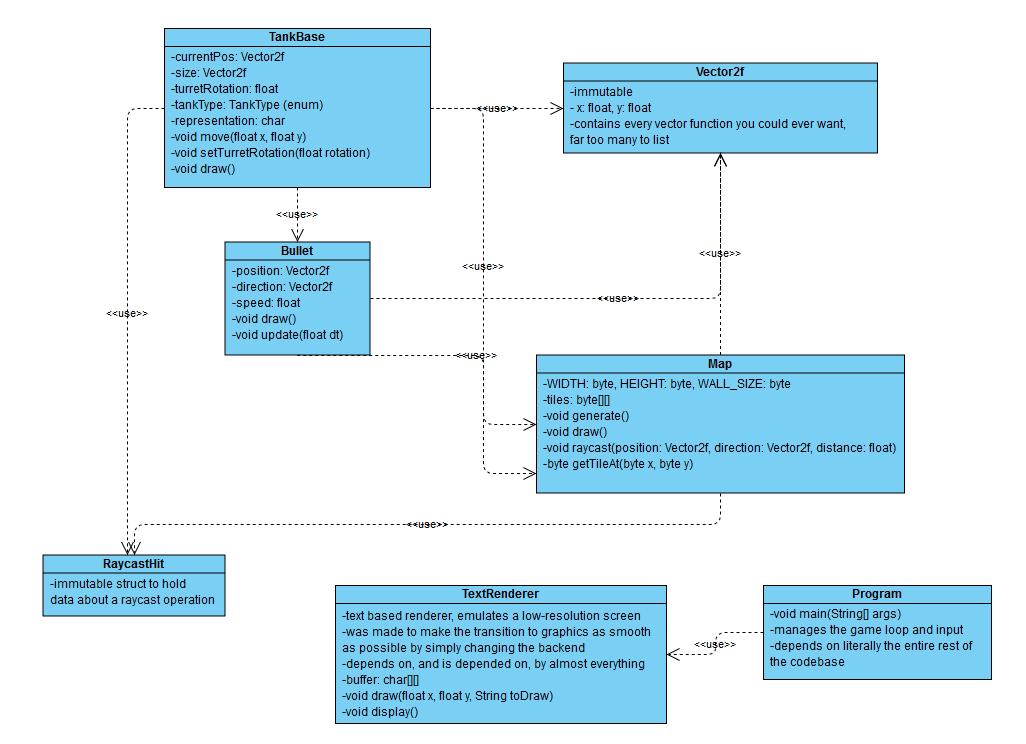 TankBase
-currentPos: Vector2f
-size: Vector2f
-turretRotation: float
-tankType: TankType (enum)
-representation: char
-void move(float x, float y)
-void setTurretRotation(float rotation)
-void draw()
Vector2f
-immutable
- x: float, y: float
-contains every vector function you could ever want,
far too many to list
<<use>>
<<use>>
Bullet
-position: Vector2f
-direction: Vector2f
-speed: float
-void draw()
-void update(float dt)
<<use>>
<<use>>
<<use>>
<<use>>
<<use>>
Map
-WIDTH: byte, HEIGHT: byte, WALL_SIZE: byte
-tiles: byte[][]
-void generate()
-void draw()
-void raycast(position: Vector2f, direction: Vector2f, distance: float)
-byte getTileAt(byte x, byte y)
<<use>>
RaycastHit
-immutable struct to hold
data about a raycast operation
TextRenderer
-text based renderer, emulates a low-resolution screen
-was made to make the transition to graphics as smooth
as possible by simply changing the backend
-depends on, and is depended on, by almost everything
-buffer: char[][]
-void draw(float x, float y, String toDraw)
-void display()
<<use>>
Program
-void main(String[] args)
-manages the game loop and input
-depends on literally the entire rest of
the codebase